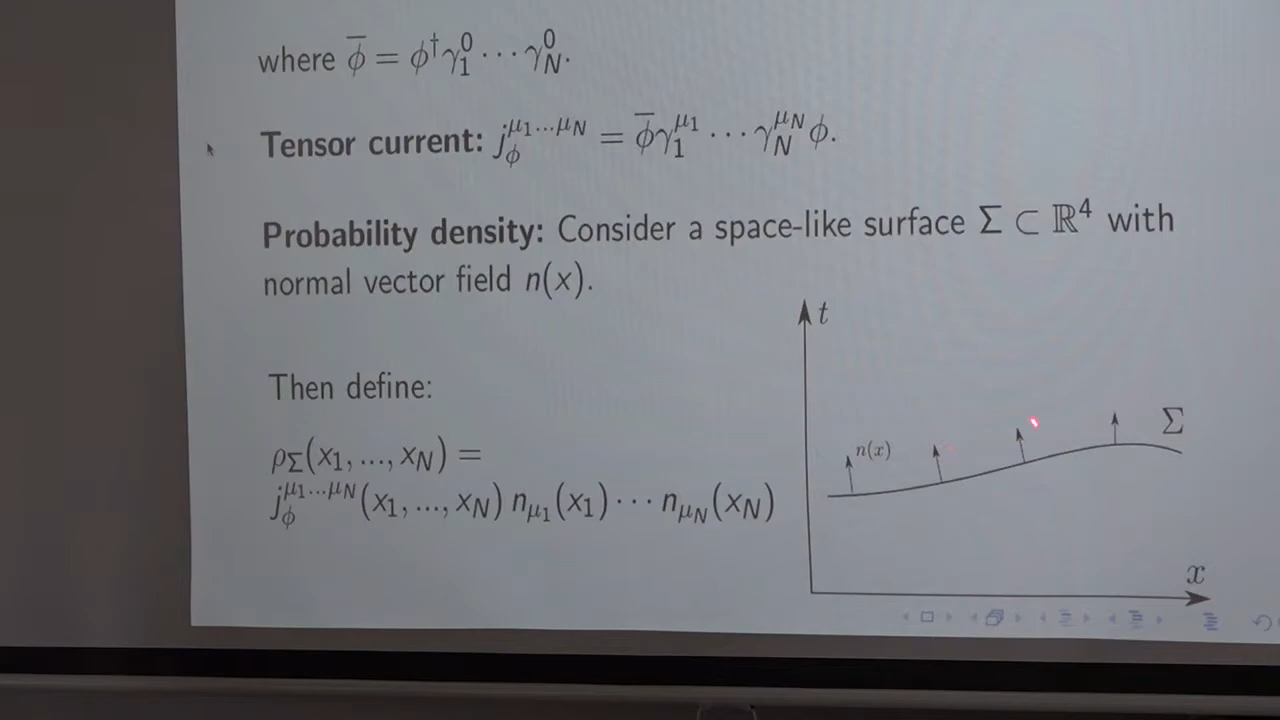 where $\overline{\phi} = \phi^\dagger \gamma_1^0 \cdots \gamma_N^0$.
Tensor current: $j_\phi^{\mu_1 \cdots \mu_N} = \overline{\phi} \gamma_1^{\mu_1} \cdots \gamma_N^{\mu_N} \phi$.
Probability density: Consider a space-like surface $\Sigma \subset \mathbb{R}^4$ with
normal vector field $n(x)$.
Then define:
$\rho_\Sigma(x_1, ..., x_N) =$
$j_\phi^{\mu_1 \cdots \mu_N}(x_1, ..., x_N) \, n_{\mu_1}(x_1) \cdots n_{\mu_N}(x_N)$
t
n(x)
Σ
x